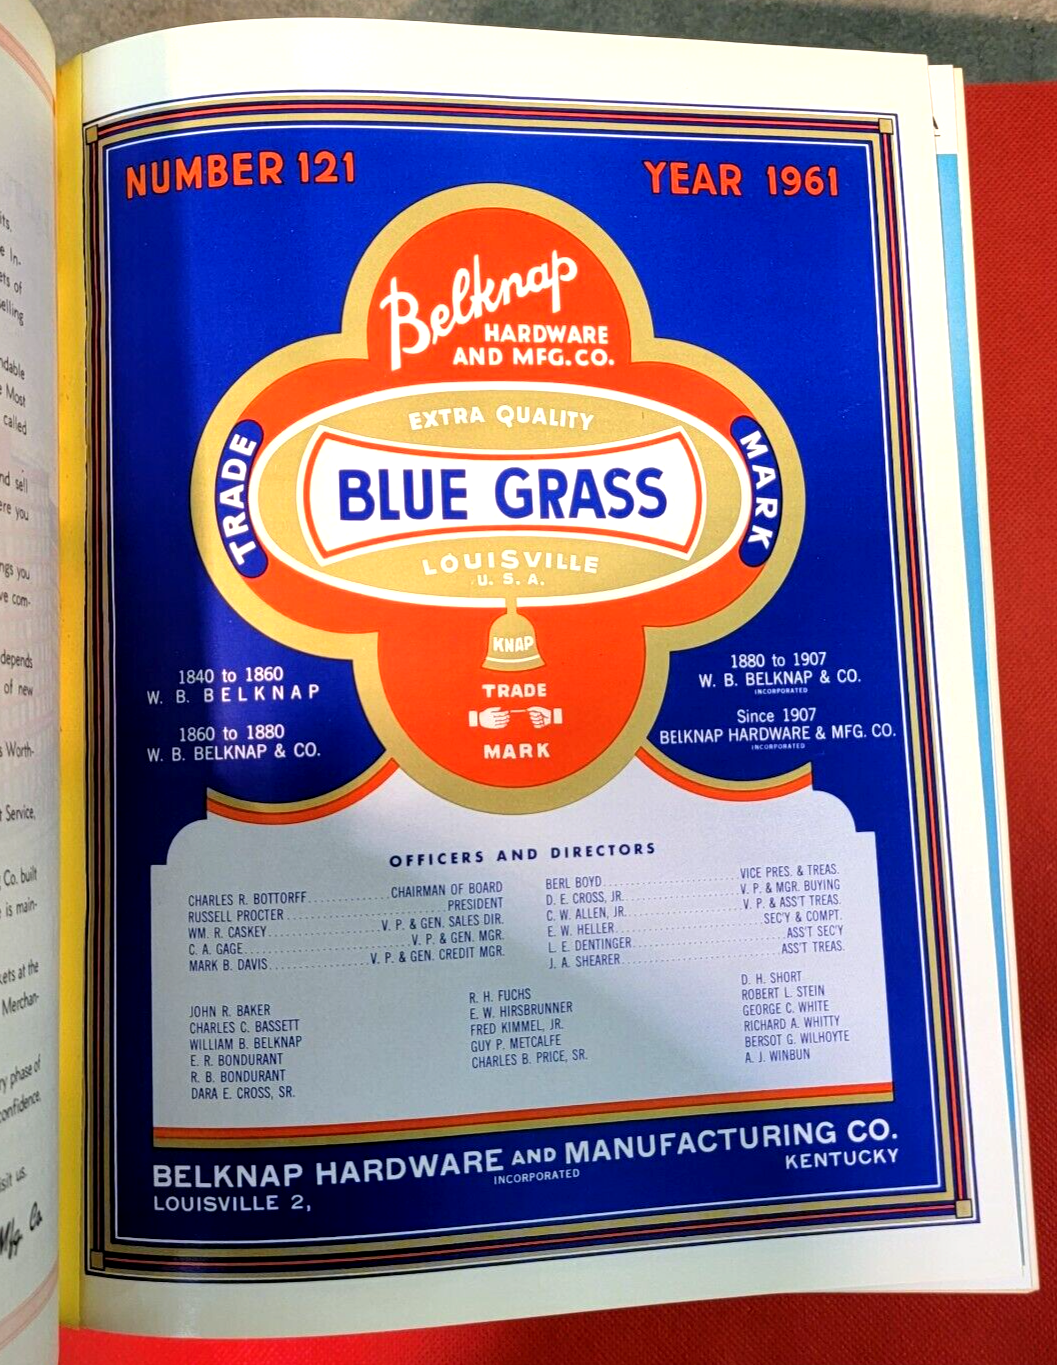 NUMBER 121
YEAR 1961
Belknap
HARDWARE
AND MFG. CO.
EXTRA QUALITY
TRADE
BLUE GRASS
MARK
LOUISVILLE
U. S. A.
KNAP
TRADE
MARK
1840 to 1860
W. B. BELKNAP
1860 to 1880
W. B. BELKNAP & CO.
1880 to 1907
W. B. BELKNAP & CO.
INCORPORATED
Since 1907
BELKNAP HARDWARE & MFG. CO.
INCORPORATED
OFFICERS AND DIRECTORS
CHARLES R. BOTTORFF CHAIRMAN OF BOARD
RUSSELL PROCTER PRESIDENT
WM. R. CASKEY V. P. & GEN. SALES DIR.
C. A. GAGE V. P. & GEN. MGR.
MARK B. DAVIS V. P. & GEN. CREDIT MGR.
BERL BOYD VICE PRES. & TREAS.
D. E. CROSS, JR. V. P. & MGR. BUYING
C. W. ALLEN, JR. V. P. & ASS'T TREAS.
E. W. HELLER SEC'Y & COMPT.
L. E. DENTINGER ASS'T SEC'Y
J. A. SHEARER ASS'T TREAS.
JOHN R. BAKER
CHARLES C. BASSETT
WILLIAM B. BELKNAP
E. R. BONDURANT
R. B. BONDURANT
DARA E. CROSS, SR.
R. H. FUCHS
E. W. HIRSBRUNNER
FRED KIMMEL, JR.
GUY P. METCALFE
CHARLES B. PRICE, SR.
D. H. SHORT
ROBERT L. STEIN
GEORGE C. WHITE
RICHARD A. WHITTY
BERSOT G. WILHOYTE
A. J. WINBUN
BELKNAP HARDWARE AND MANUFACTURING CO.
INCORPORATED
LOUISVILLE 2, KENTUCKY